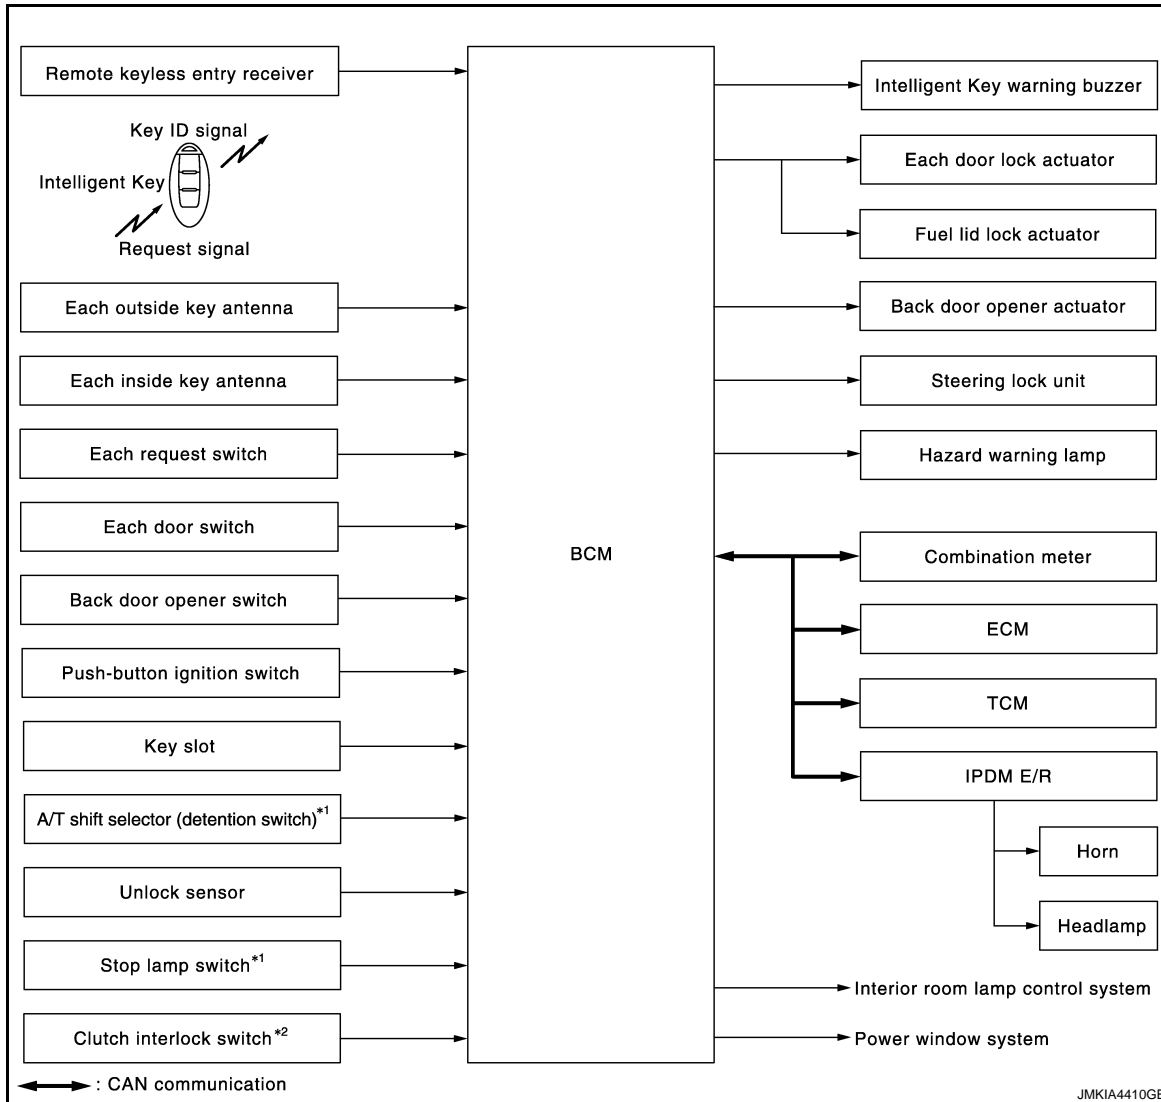 Remote keyless entry receiver
Key ID signal
Intelligent Key
Request signal
Each outside key antenna
Each inside key antenna
Each request switch
Each door switch
Back door opener switch
Push-button ignition switch
Key slot
A/T shift selector (detention switch)*1
Unlock sensor
Stop lamp switch*1
Clutch interlock switch*2
: CAN communication
BCM
Intelligent Key warning buzzer
Each door lock actuator
Fuel lid lock actuator
Back door opener actuator
Steering lock unit
Hazard warning lamp
Combination meter
ECM
TCM
IPDM E/R
Horn
Headlamp
Interior room lamp control system
Power window system
JMKIA4410GB